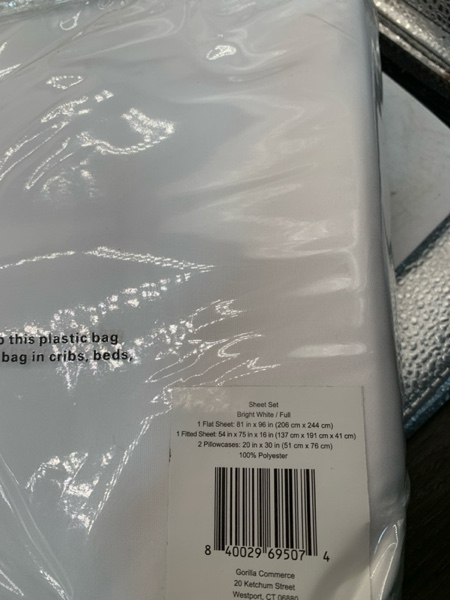 this plastic bag
bag in cribs, beds,
Sheet Set
Bright White / Full
1 Flat Sheet: 81 in x 96 in (206 cm x 244 cm)
1 Fitted Sheet: 54 in x 75 in x 16 in (137 cm x 191 cm x 41 cm)
2 Pillowcases: 20 in x 30 in (51 cm x 76 cm)
100% Polyester
8 40029 69507 4
Gorilla Commerce
20 Ketchum Street
Westport, CT 06880